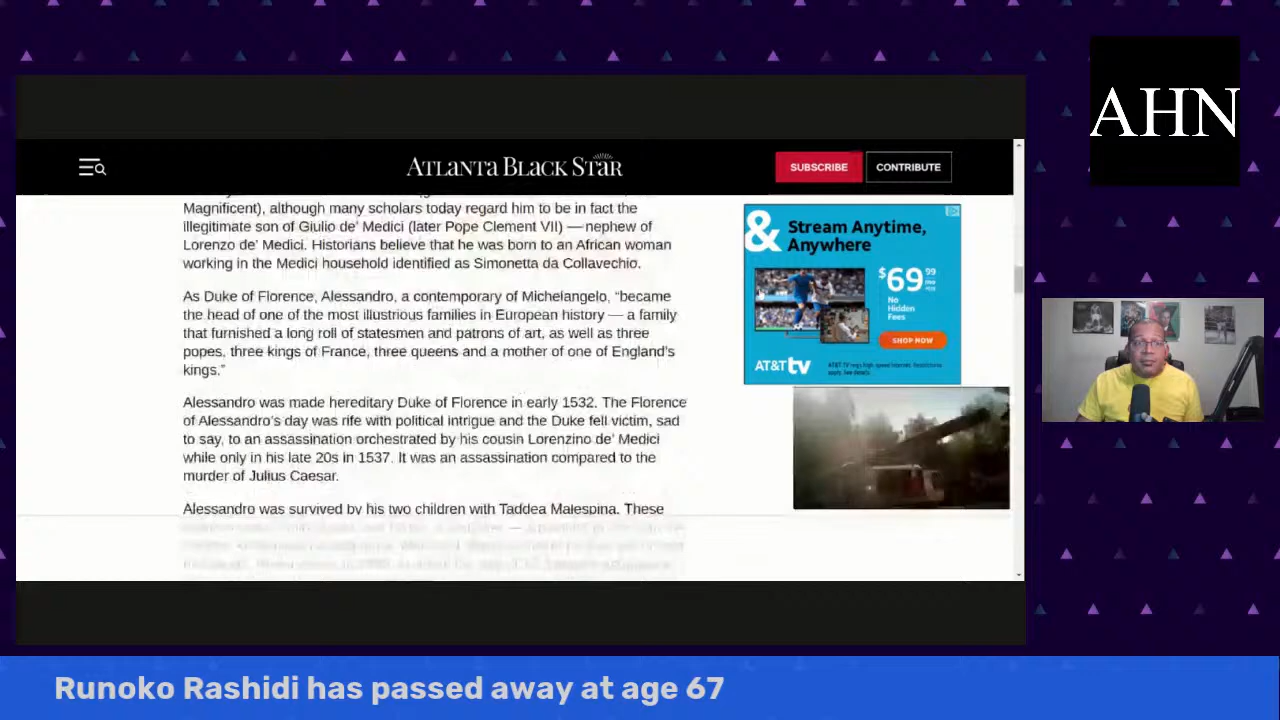 AHN
ATLANTA BLACK STAR
SUBSCRIBE
CONTRIBUTE
Magnificent), although many scholars today regard him to be in fact the
illegitimate son of Giulio de’ Medici (later Pope Clement VII) — nephew of
Lorenzo de’ Medici. Historians believe that he was born to an African woman
working in the Medici household identified as Simonetta da Collavechio.
As Duke of Florence, Alessandro, a contemporary of Michelangelo, “became
the head of one of the most illustrious families in European history — a family
that furnished a long roll of statesmen and patrons of art, as well as three
popes, three kings of France, three queens and a mother of one of England’s
kings.”
Alessandro was made hereditary Duke of Florence in early 1532. The Florence
of Alessandro’s day was rife with political intrigue and the Duke fell victim, sad
to say, to an assassination orchestrated by his cousin Lorenzino de’ Medici
while only in his late 20s in 1537. It was an assassination compared to the
murder of Julius Caesar.
Alessandro was survived by his two children with Taddea Malespina. These
& Stream Anytime,
Anywhere
$69 99
No
Hidden
Fees
SHOP NOW
AT&T tv
Runoko Rashidi has passed away at age 67